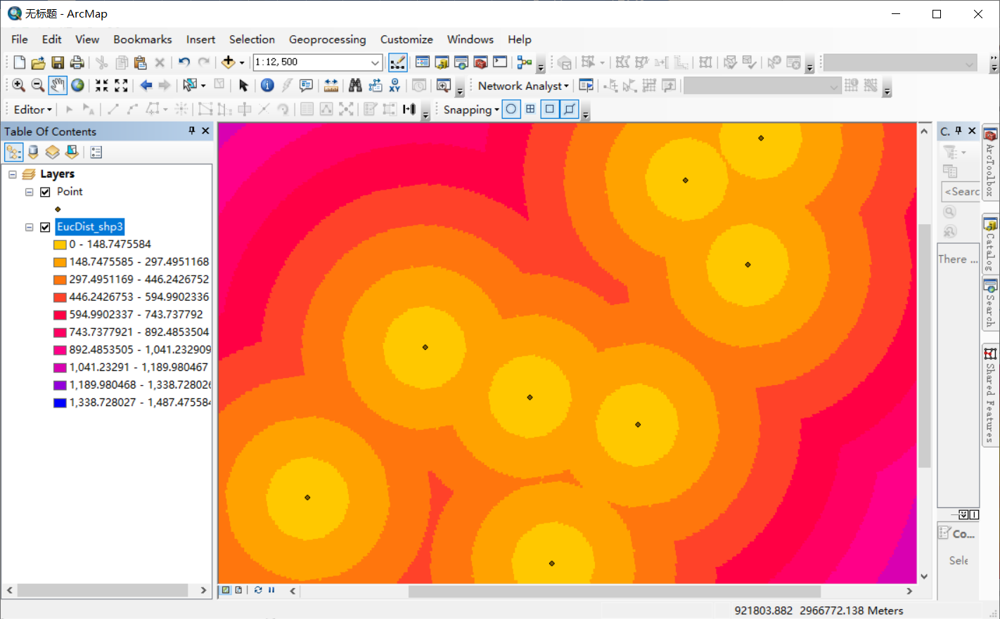 无标题 - ArcMap
File Edit View Bookmarks Insert Selection Geoprocessing Customize Windows Help
1:12,500
Network Analyst
Editor
Snapping
Table Of Contents
Layers
Point
EucDist_shp3
0 - 148.7475584
148.7475585 - 297.4951168
297.4951169 - 446.2426752
446.2426753 - 594.9902336
594.9902337 - 743.737792
743.7377921 - 892.4853504
892.4853505 - 1,041.232909
1,041.23291 - 1,189.980467
1,189.980468 - 1,338.728026
1,338.728027 - 1,487.475584
C.
<Searc
There ...
Co...
Sele
ArcToolbox
Catalog
Search
Shared Features
921803.882 2966772.138 Meters